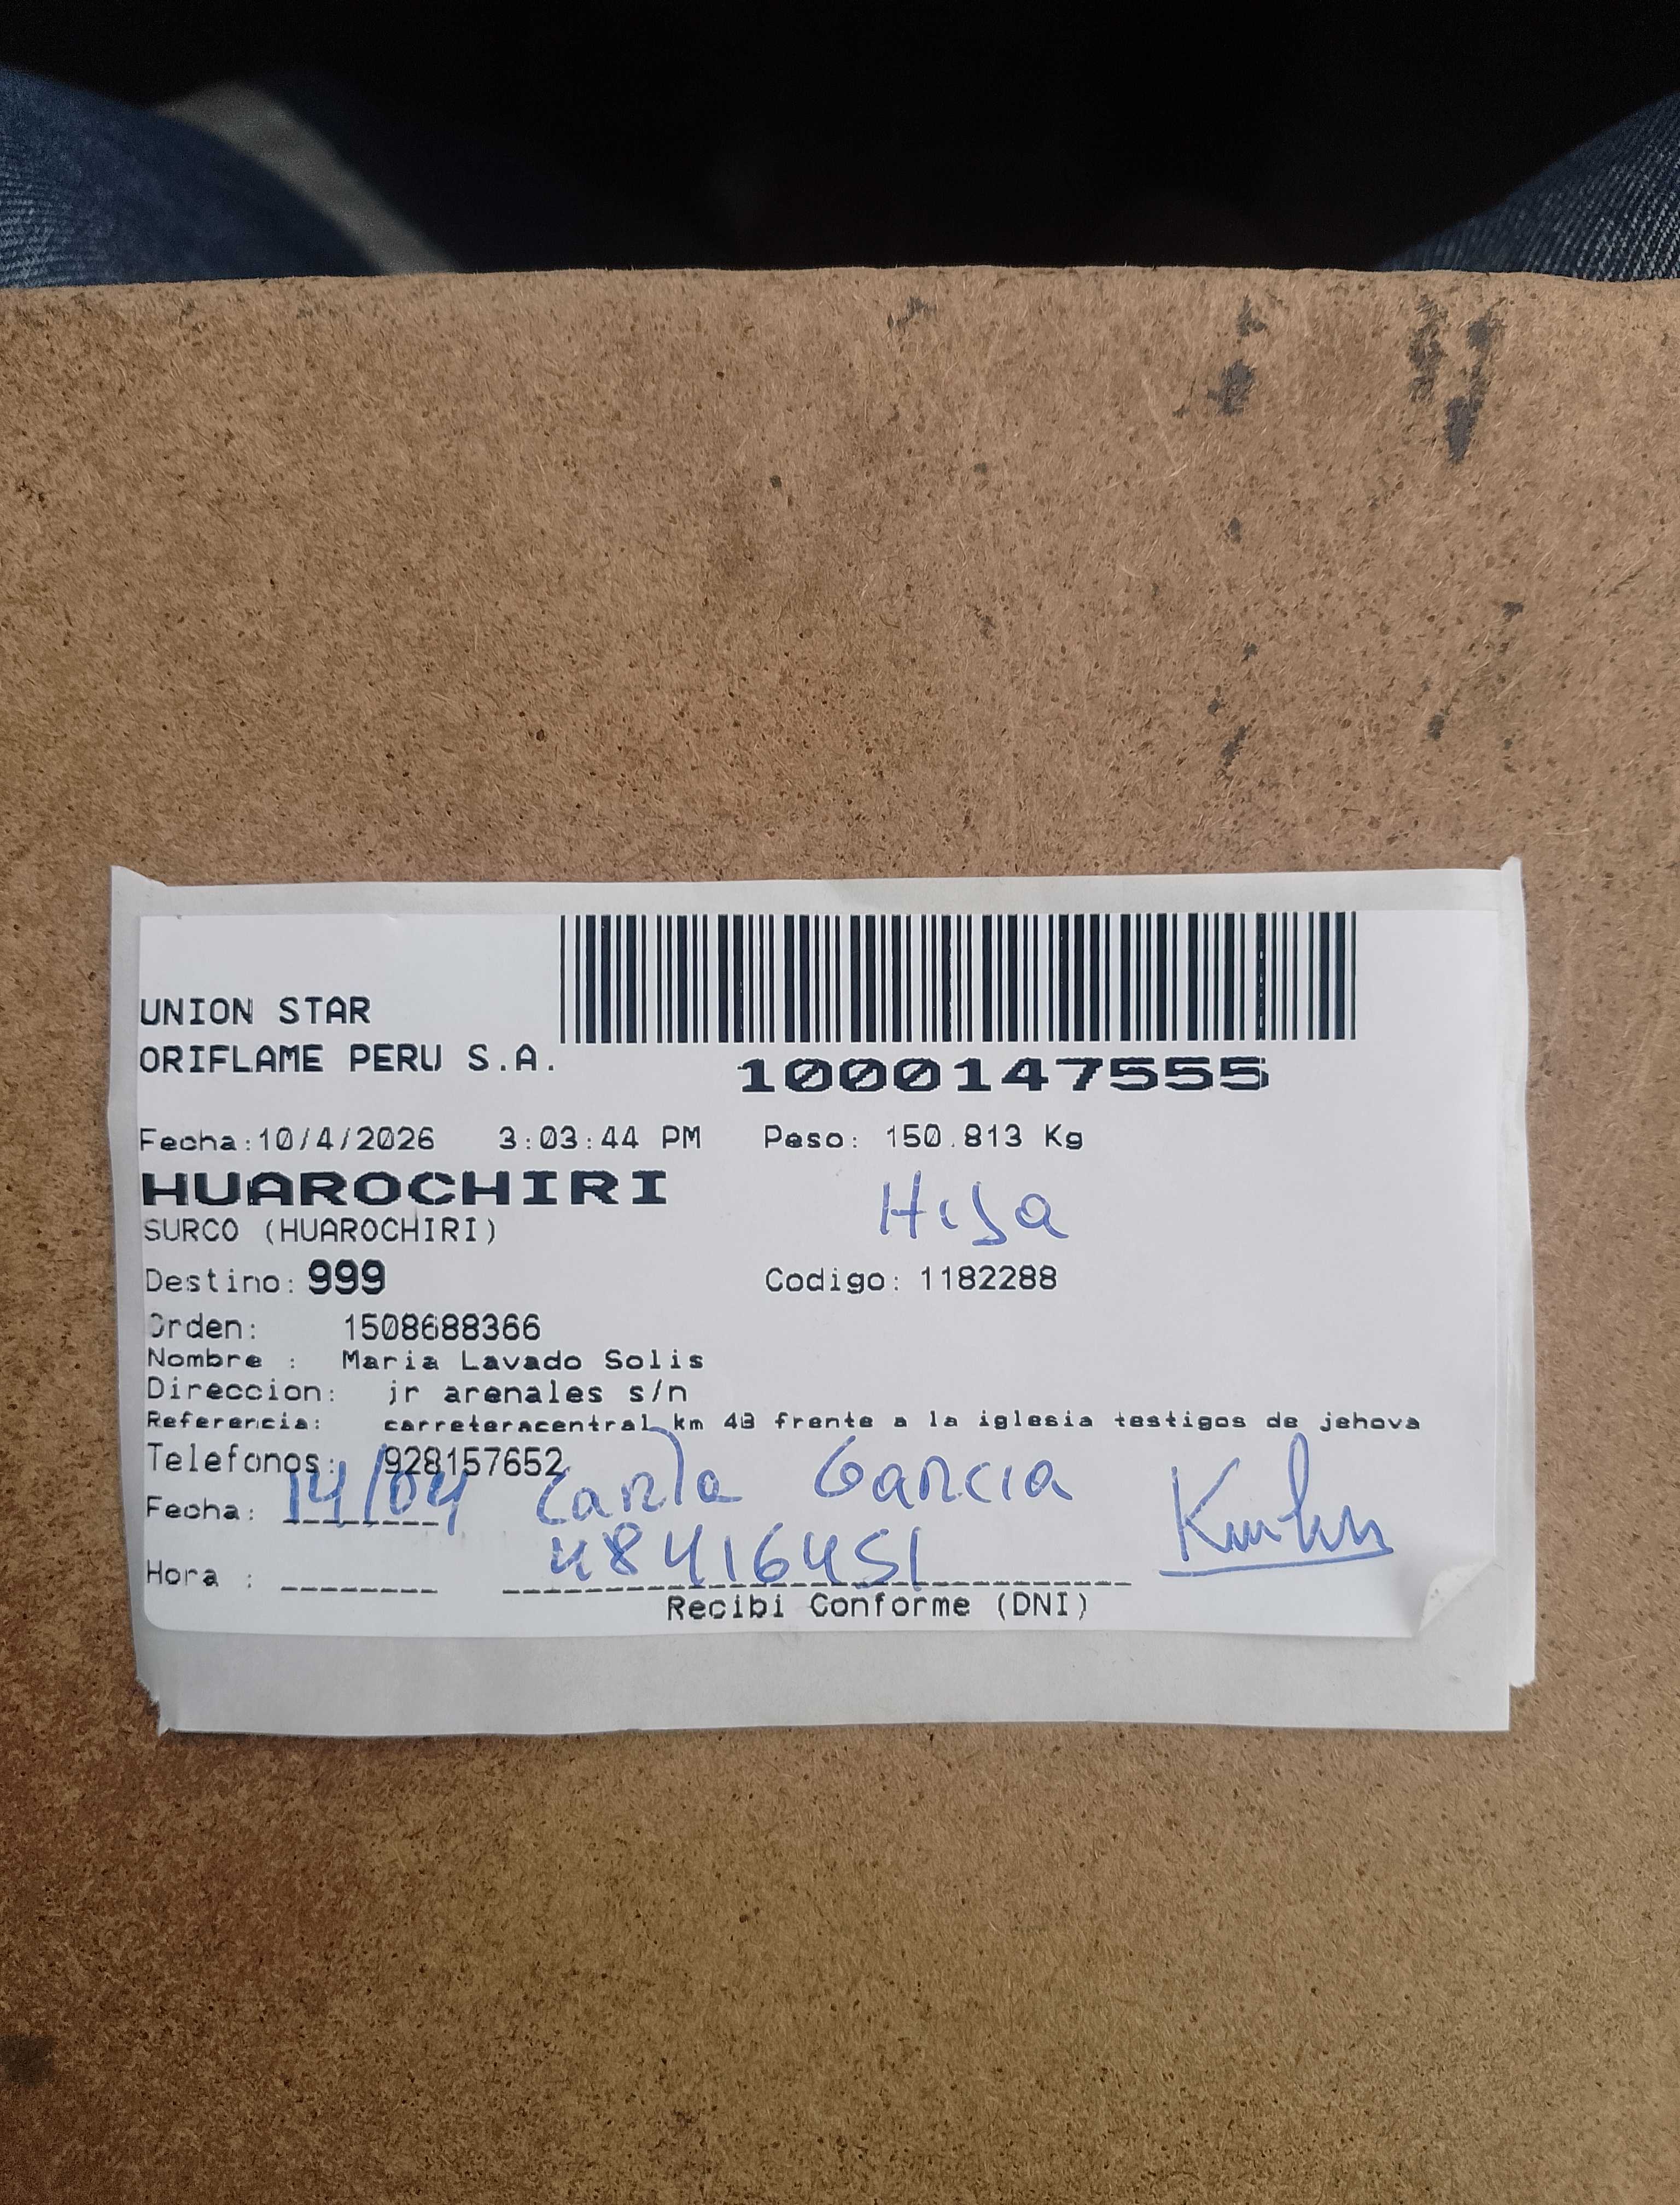 UNION STAR
ORIFLAME PERU S.A.
1000147555
Fecha:10/4/2026 3:03:44 PM Peso: 150.813 Kg
HUAROCHIRI
SURCO (HUAROCHIRI)
Hija
Destino: 999 Codigo: 1182288
Orden: 1508688366
Nombre : Maria Lavado Solis
Direccion: jr arenales s/n
Referencia: carreteracentral km 48 frente a la iglesia testigos de jehova
Telefonos: 928157652
Fecha: 14/04 Carla Garcia
48416451
Hora :
Recibi Conforme (DNI)